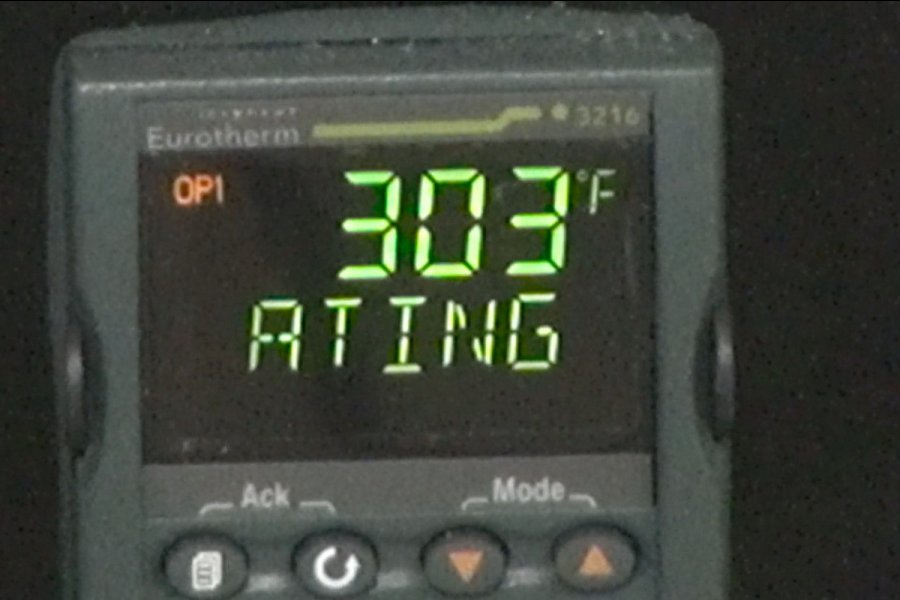 Eurotherm 3216
OP1 303 °F
ATING
Ack Mode